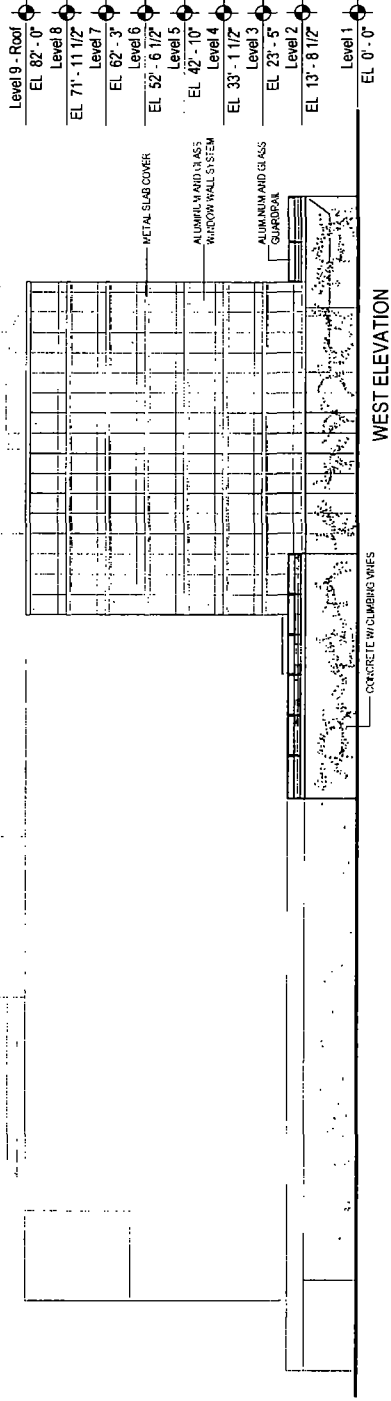 Level 9 - Roof
EL 82' - 0"
Level 8
EL 71' - 11 1/2"
Level 7
EL 62' - 3"
Level 6
EL 52' - 6 1/2"
Level 5
EL 42' - 10"
Level 4
EL 33' - 1 1/2"
Level 3
EL 23' - 5"
Level 2
EL 13' - 8 1/2"
Level 1
EL 0' - 0"
METAL SLAB COVER
ALUMINUM AND GLASS
WINDOW WALL SYSTEM
ALUMINUM AND GLASS
GUARDRAIL
CONCRETE W/ CLIMBING VINES
WEST ELEVATION